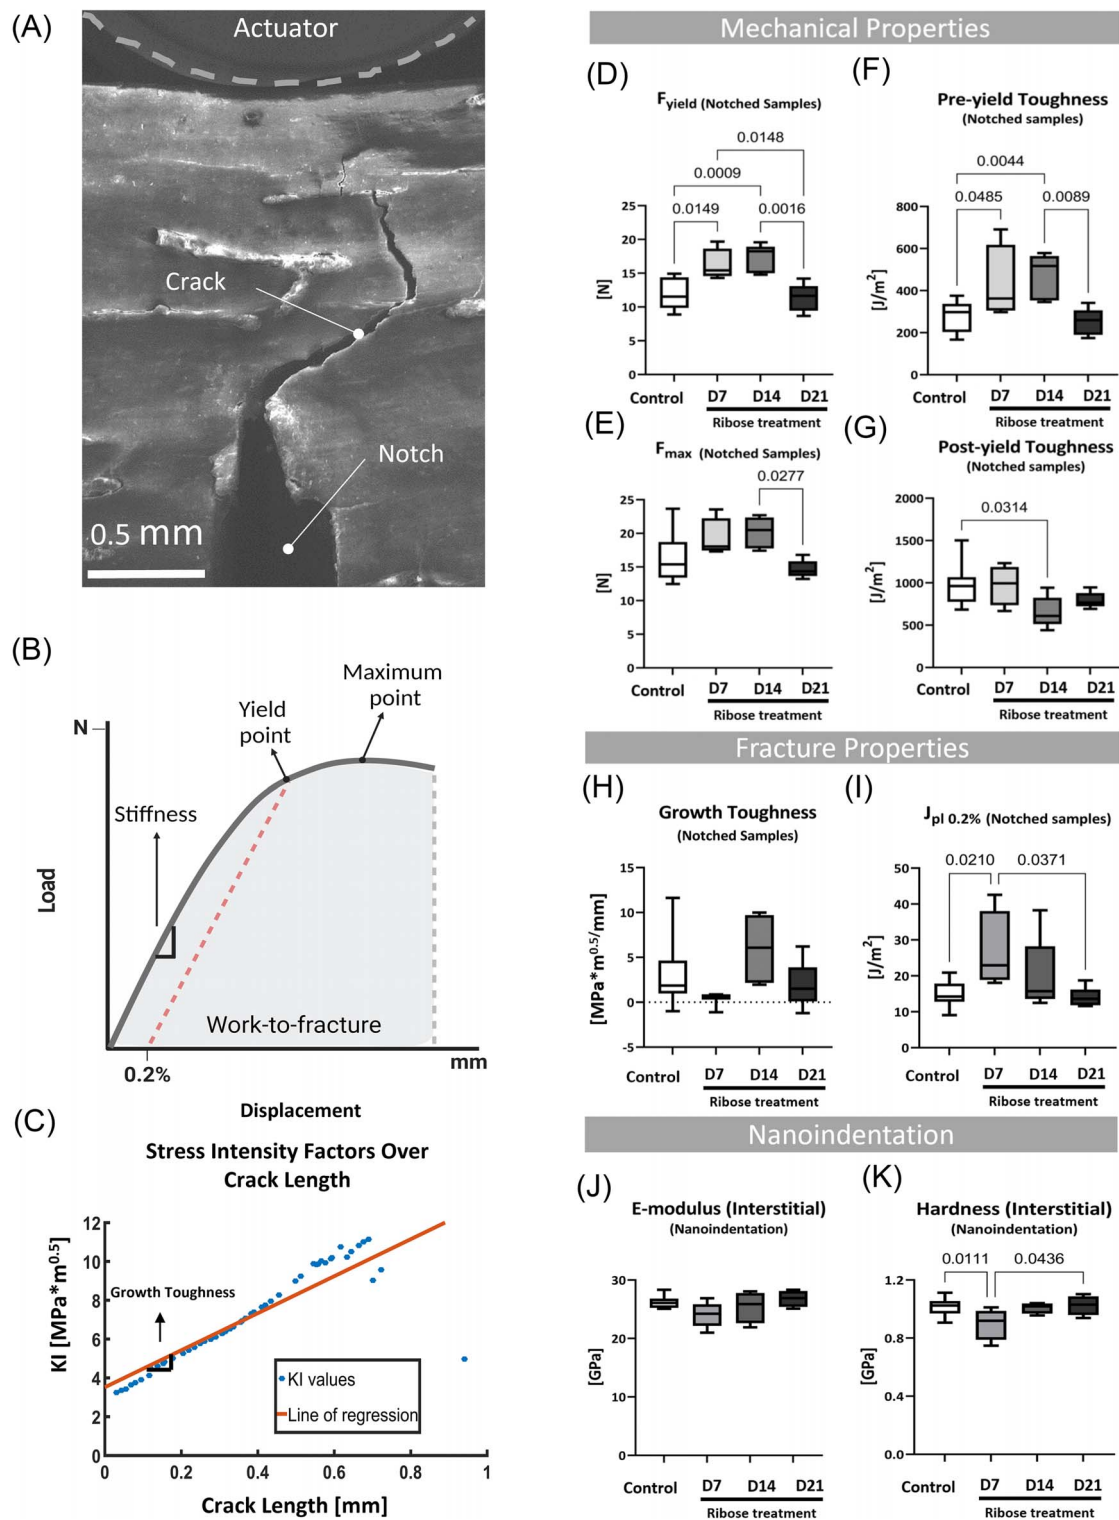 (A)
Actuator
Crack
Notch
0.5 mm
(B)
Maximum
point
Yield
point
N
Stiffness
Load
Work-to-fracture
mm
0.2%
Displacement
(C)
Stress Intensity Factors Over
Crack Length
12
10
8
6
4
2
0
KI [MPa*m^0.5]
Growth Toughness
KI values
Line of regression
0
0.2
0.4
0.6
0.8
1
Crack Length [mm]
Mechanical Properties
(D)
Fyield (Notched Samples)
0.0148
0.0009
0.0149
0.0016
25
20
15
10
5
0
[N]
Control
D7
D14
D21
Ribose treatment
(F)
Pre-yield Toughness
(Notched samples)
0.0044
0.0485
0.0089
800
600
400
200
0
[J/m²]
Control
D7
D14
D21
Ribose treatment
(E)
Fmax (Notched Samples)
0.0277
25
20
15
10
5
0
[N]
Control
D7
D14
D21
Ribose treatment
(G)
Post-yield Toughness
(Notched samples)
0.0314
2000
1500
1000
500
0
[J/m²]
Control
D7
D14
D21
Ribose treatment
Fracture Properties
(H)
Growth Toughness
(Notched Samples)
15
10
5
0
-5
[MPa*m^0.5/mm]
Control
D7
D14
D21
Ribose treatment
(I)
Jpl 0.2% (Notched samples)
0.0210
0.0371
50
40
30
20
10
0
[J/m²]
Control
D7
D14
D21
Ribose treatment
Nanoindentation
(J)
E-modulus (Interstitial)
(Nanoindentation)
30
20
10
0
[GPa]
Control
D7
D14
D21
Ribose treatment
(K)
Hardness (Interstitial)
(Nanoindentation)
0.0111
0.0436
1.2
0.8
0.4
0.0
[GPa]
Control
D7
D14
D21
Ribose treatment